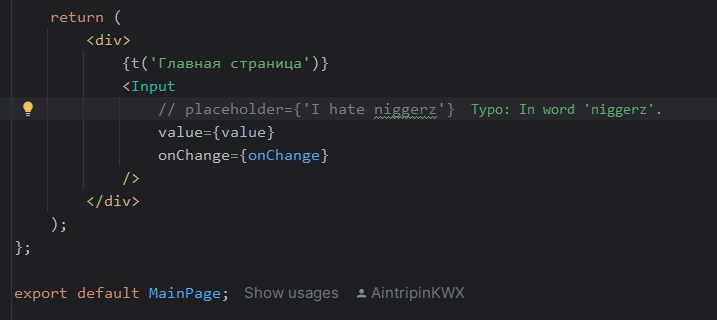 return (
<div>
{t('Главная страница')}
<Input
// placeholder={'I hate niggerz'} Typo: In word 'niggerz'.
value={value}
onChange={onChange}
/>
</div>
);
};
export default MainPage; Show usages AintripinKWX